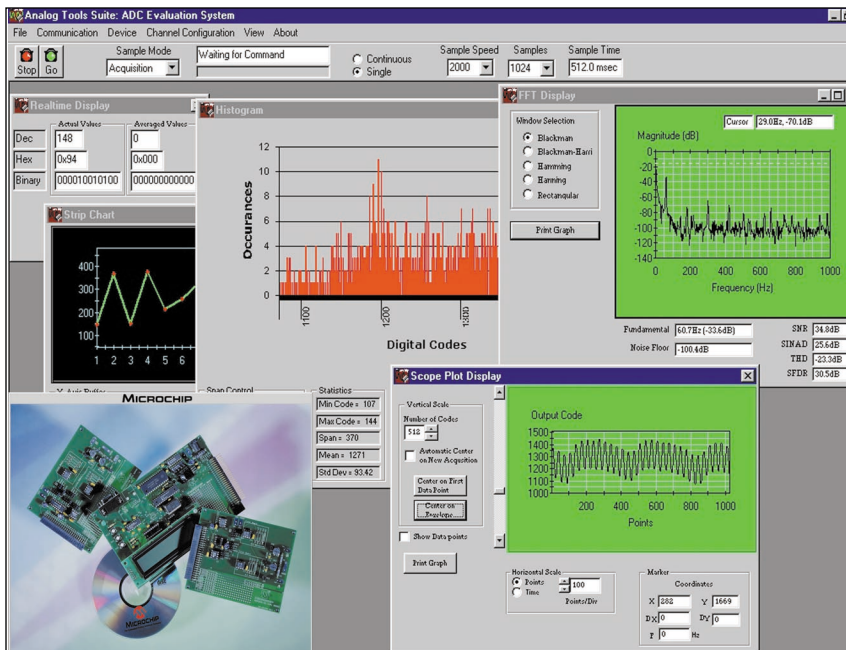 Analog Tools Suite: ADC Evaluation System
File Communication Device Channel Configuration View About
Stop Go
Sample Mode
Acquisition
Waiting for Command
Continuous
Single
Sample Speed
2000
Samples
1024
Sample Time
512.0 msec
Realtime Display
Actual Values
Averaged Values
Dec 148 0
Hex 0x94 0x000
Binary 000010010100 000000000000
Strip Chart
400
300
200
100
1 2 3 4 5 6
Histogram
Occurances
12
10
8
6
4
2
0
1100 1200 1300
Digital Codes
Span Control
Statistics
Min Code = 107
Max Code = 144
Span = 370
Mean = 1271
Std Dev = 93.42
FFT Display
Window Selection
Blackman
Blackman-Harri
Hamming
Hanning
Rectangular
Print Graph
Cursor 29.0Hz, -70.1dB
Magnitude (dB)
0
-20
-40
-60
-80
-100
-120
-140
0 200 400 600 800 1000
Frequency (Hz)
Fundamental 60.7Hz (-33.6dB)
Noise Floor -100.4dB
SNR 34.8dB
SINAD 25.6dB
THD -23.3dB
SFDR 30.5dB
Scope Plot Display
Vertical Scale
Number of Codes
512
Automatic Center
on New Acqusition
Center on First
Data Point
Center on
Envelope
Show Data points
Print Graph
Output Code
1500
1400
1300
1200
1100
1000
200 400 600 800 1000
Points
Horizontal Scale
Points
Time
100
Points/Div
Marker
Coordinates
X 282 Y 1669
DX 0 DY 0
F 0 Hz
MICROCHIP
MICROCHIP